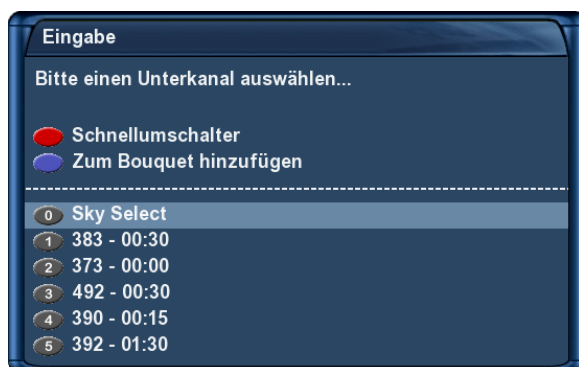 Eingabe
Bitte einen Unterkanal auswählen...
Schnellumschalter
Zum Bouquet hinzufügen
0 Sky Select
1 383 - 00:30
2 373 - 00:00
3 492 - 00:30
4 390 - 00:15
5 392 - 01:30